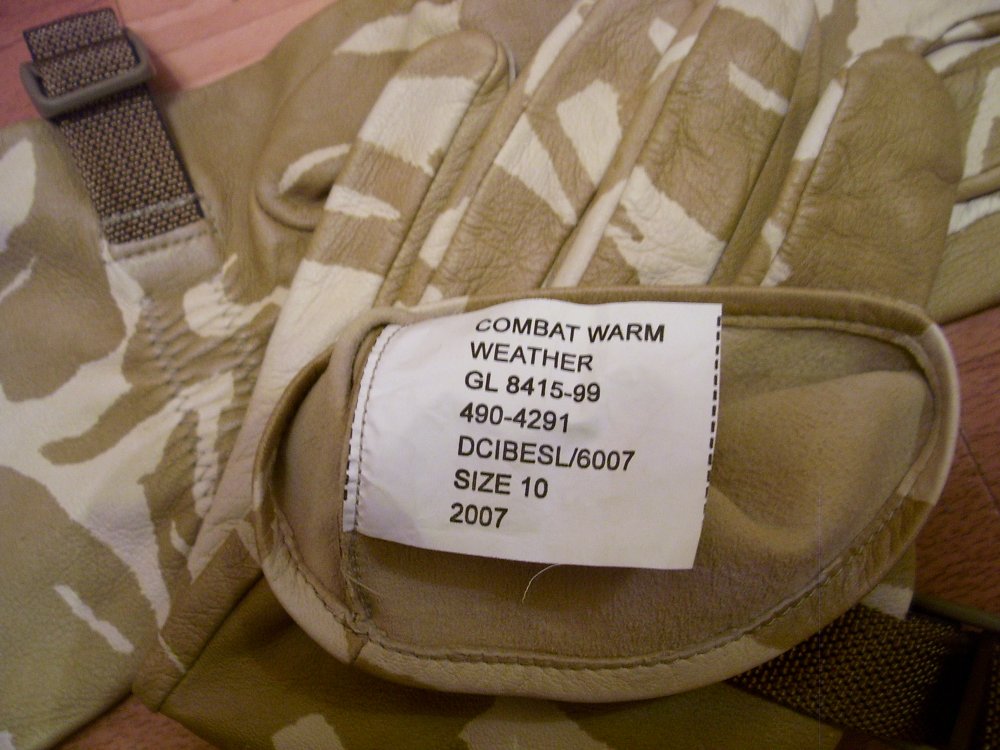 COMBAT WARM
WEATHER
GL 8415-99
490-4291
DCIBESL/6007
SIZE 10
2007